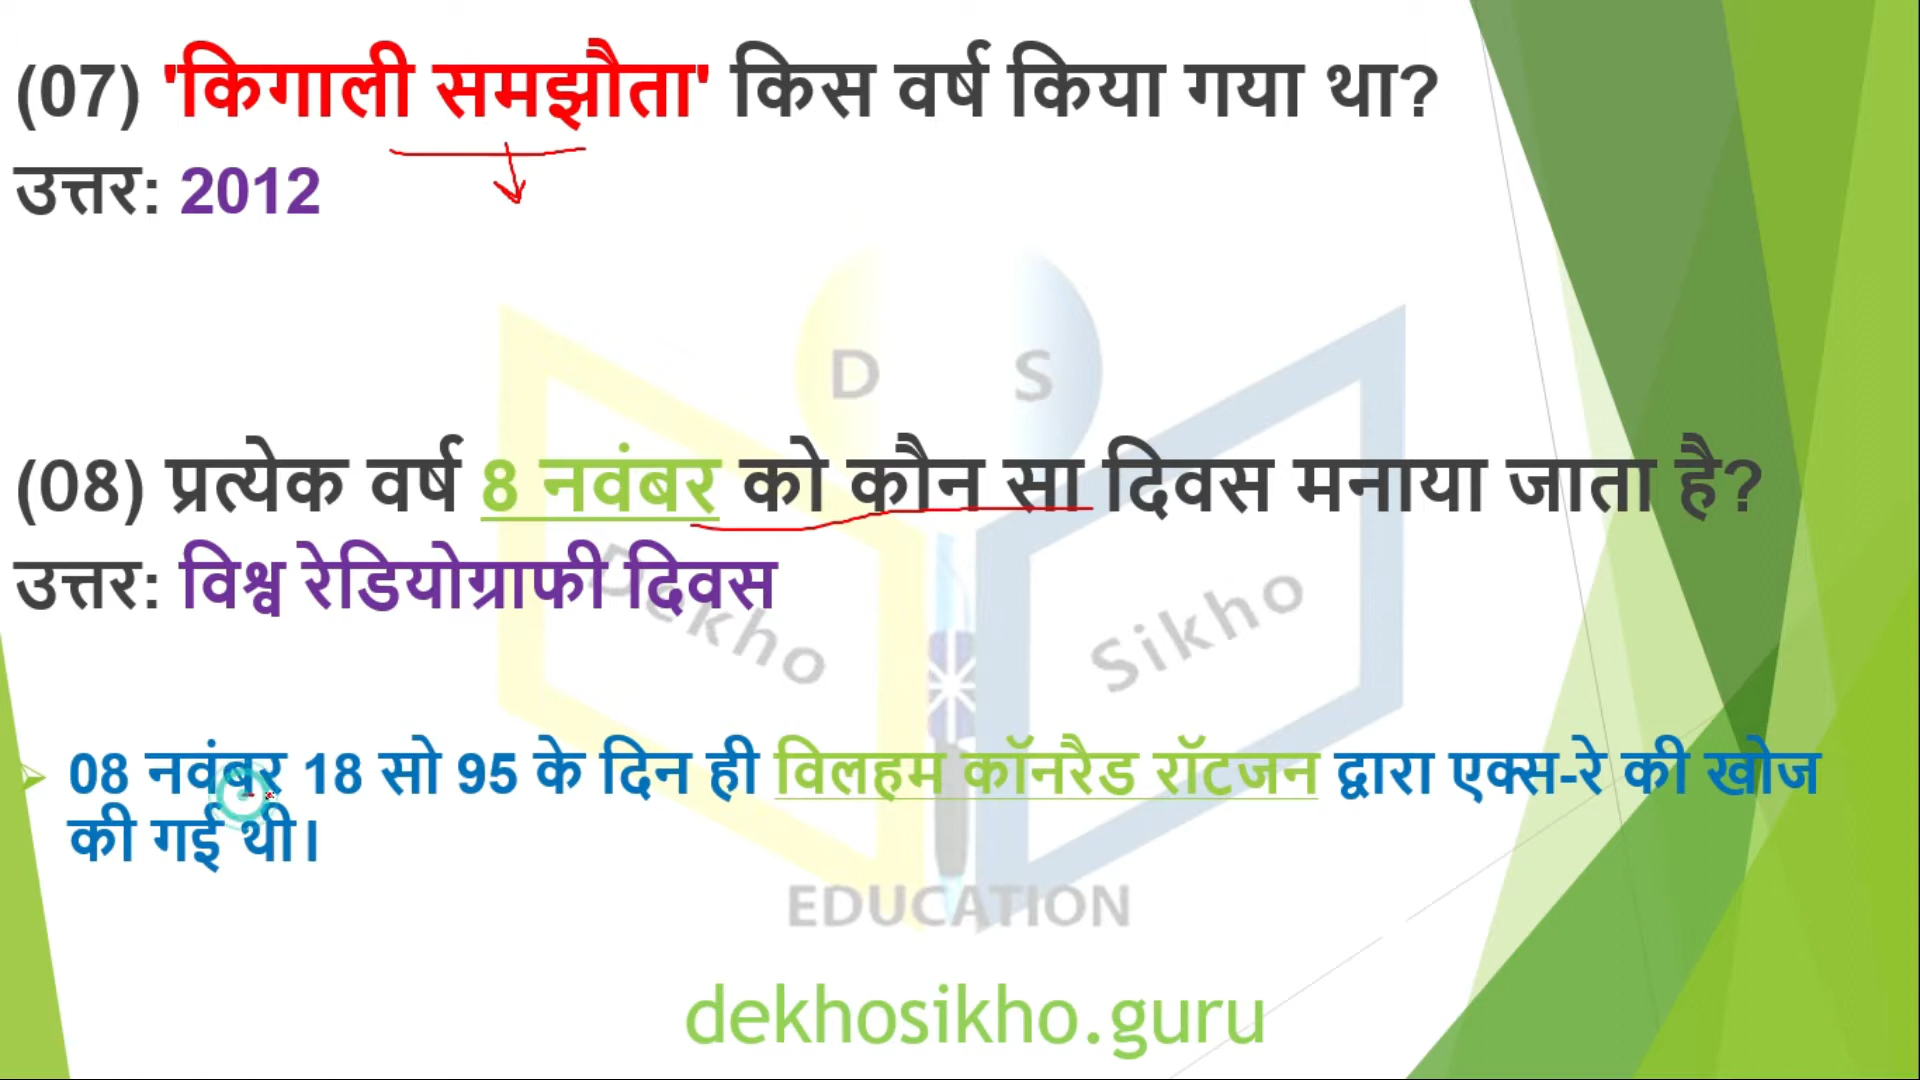 (07) 'किगाली समझौता' किस वर्ष किया गया था?
उत्तर: 2012
D S
(08) प्रत्येक वर्ष 8 नवंबर को कौन सा दिवस मनाया जाता है?
उत्तर: विश्व रेडियोग्राफी दिवस
Dekho Sikho
08 नवंबर 18 सो 95 के दिन ही विलहम कॉनरैड रॉटजन द्वारा एक्स-रे की खोज
की गई थी।
EDUCATION
dekhosikho.guru